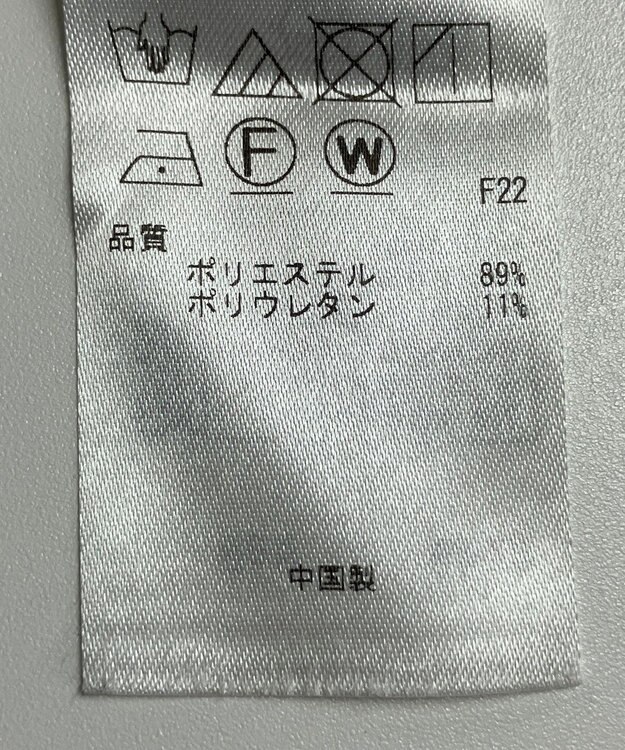 F W
F22
品質
ポリエステル 89%
ポリウレタン 11%
中国製